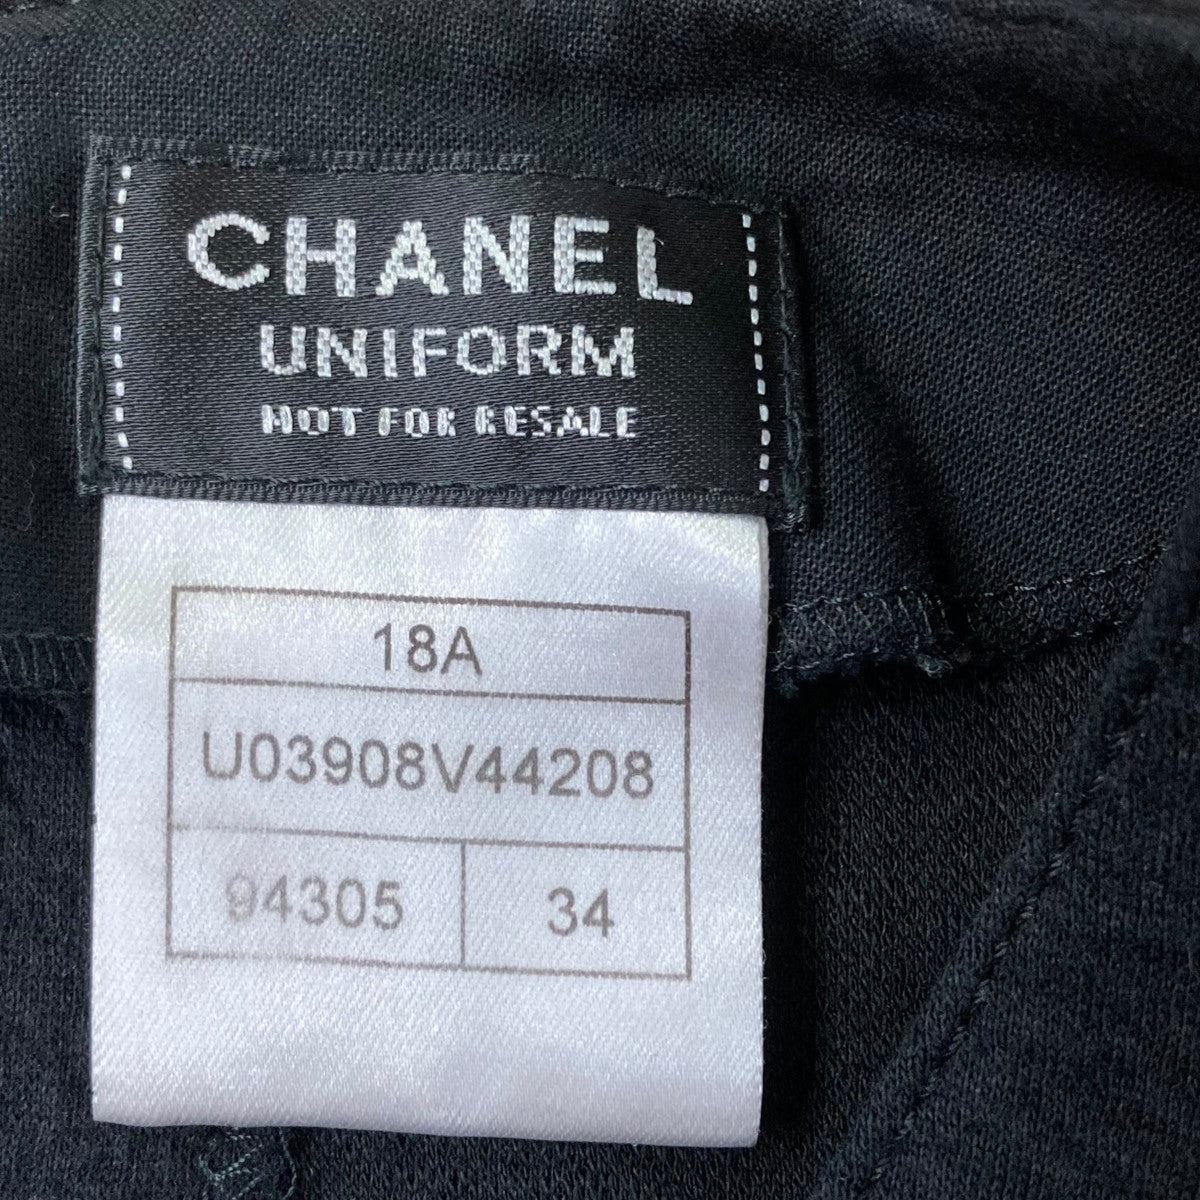 CHANEL
UNIFORM
NOT FOR RESALE
18A
U03908V44208
94305 34